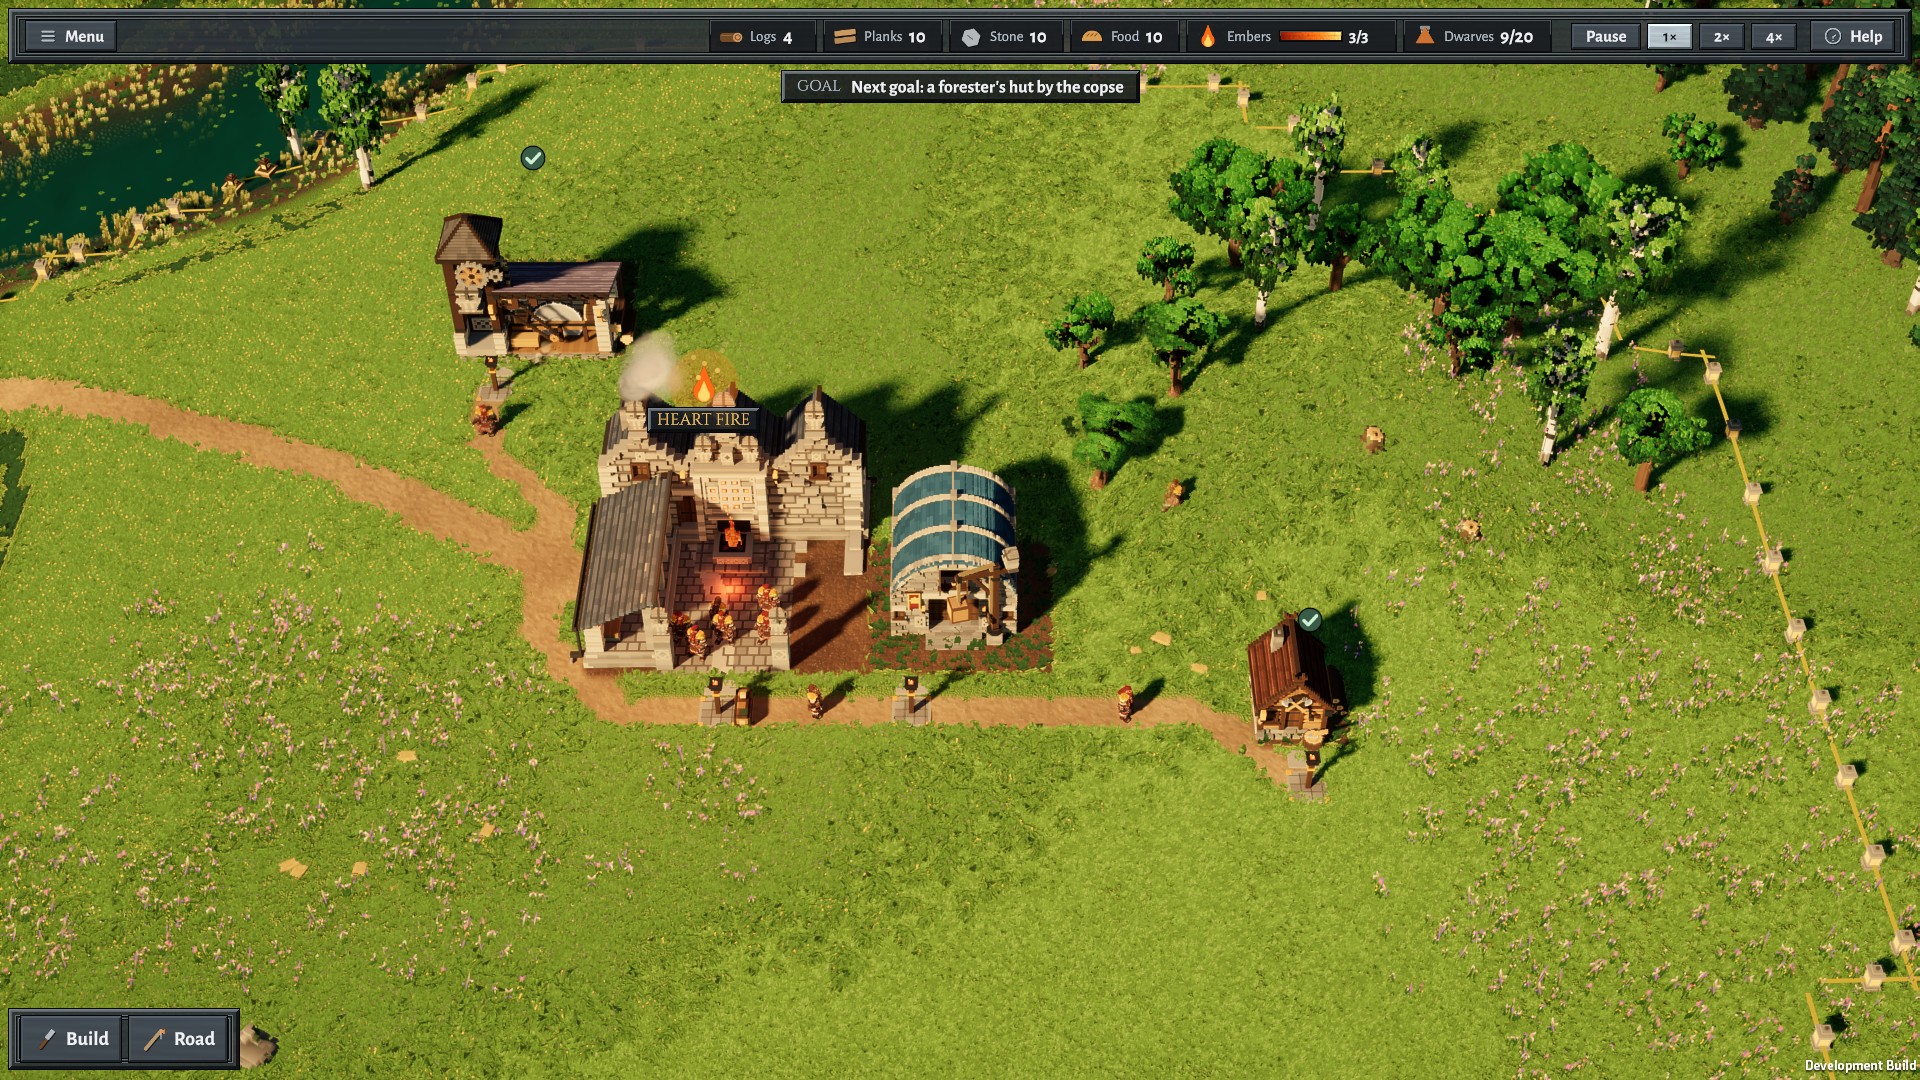 Menu
Logs 4
Planks 10
Stone 10
Food 10
Embers 3/3
Dwarves 9/20
Pause
1×
2×
4×
Help
GOAL Next goal: a forester's hut by the copse
HEART FIRE
Build
Road
Development Build